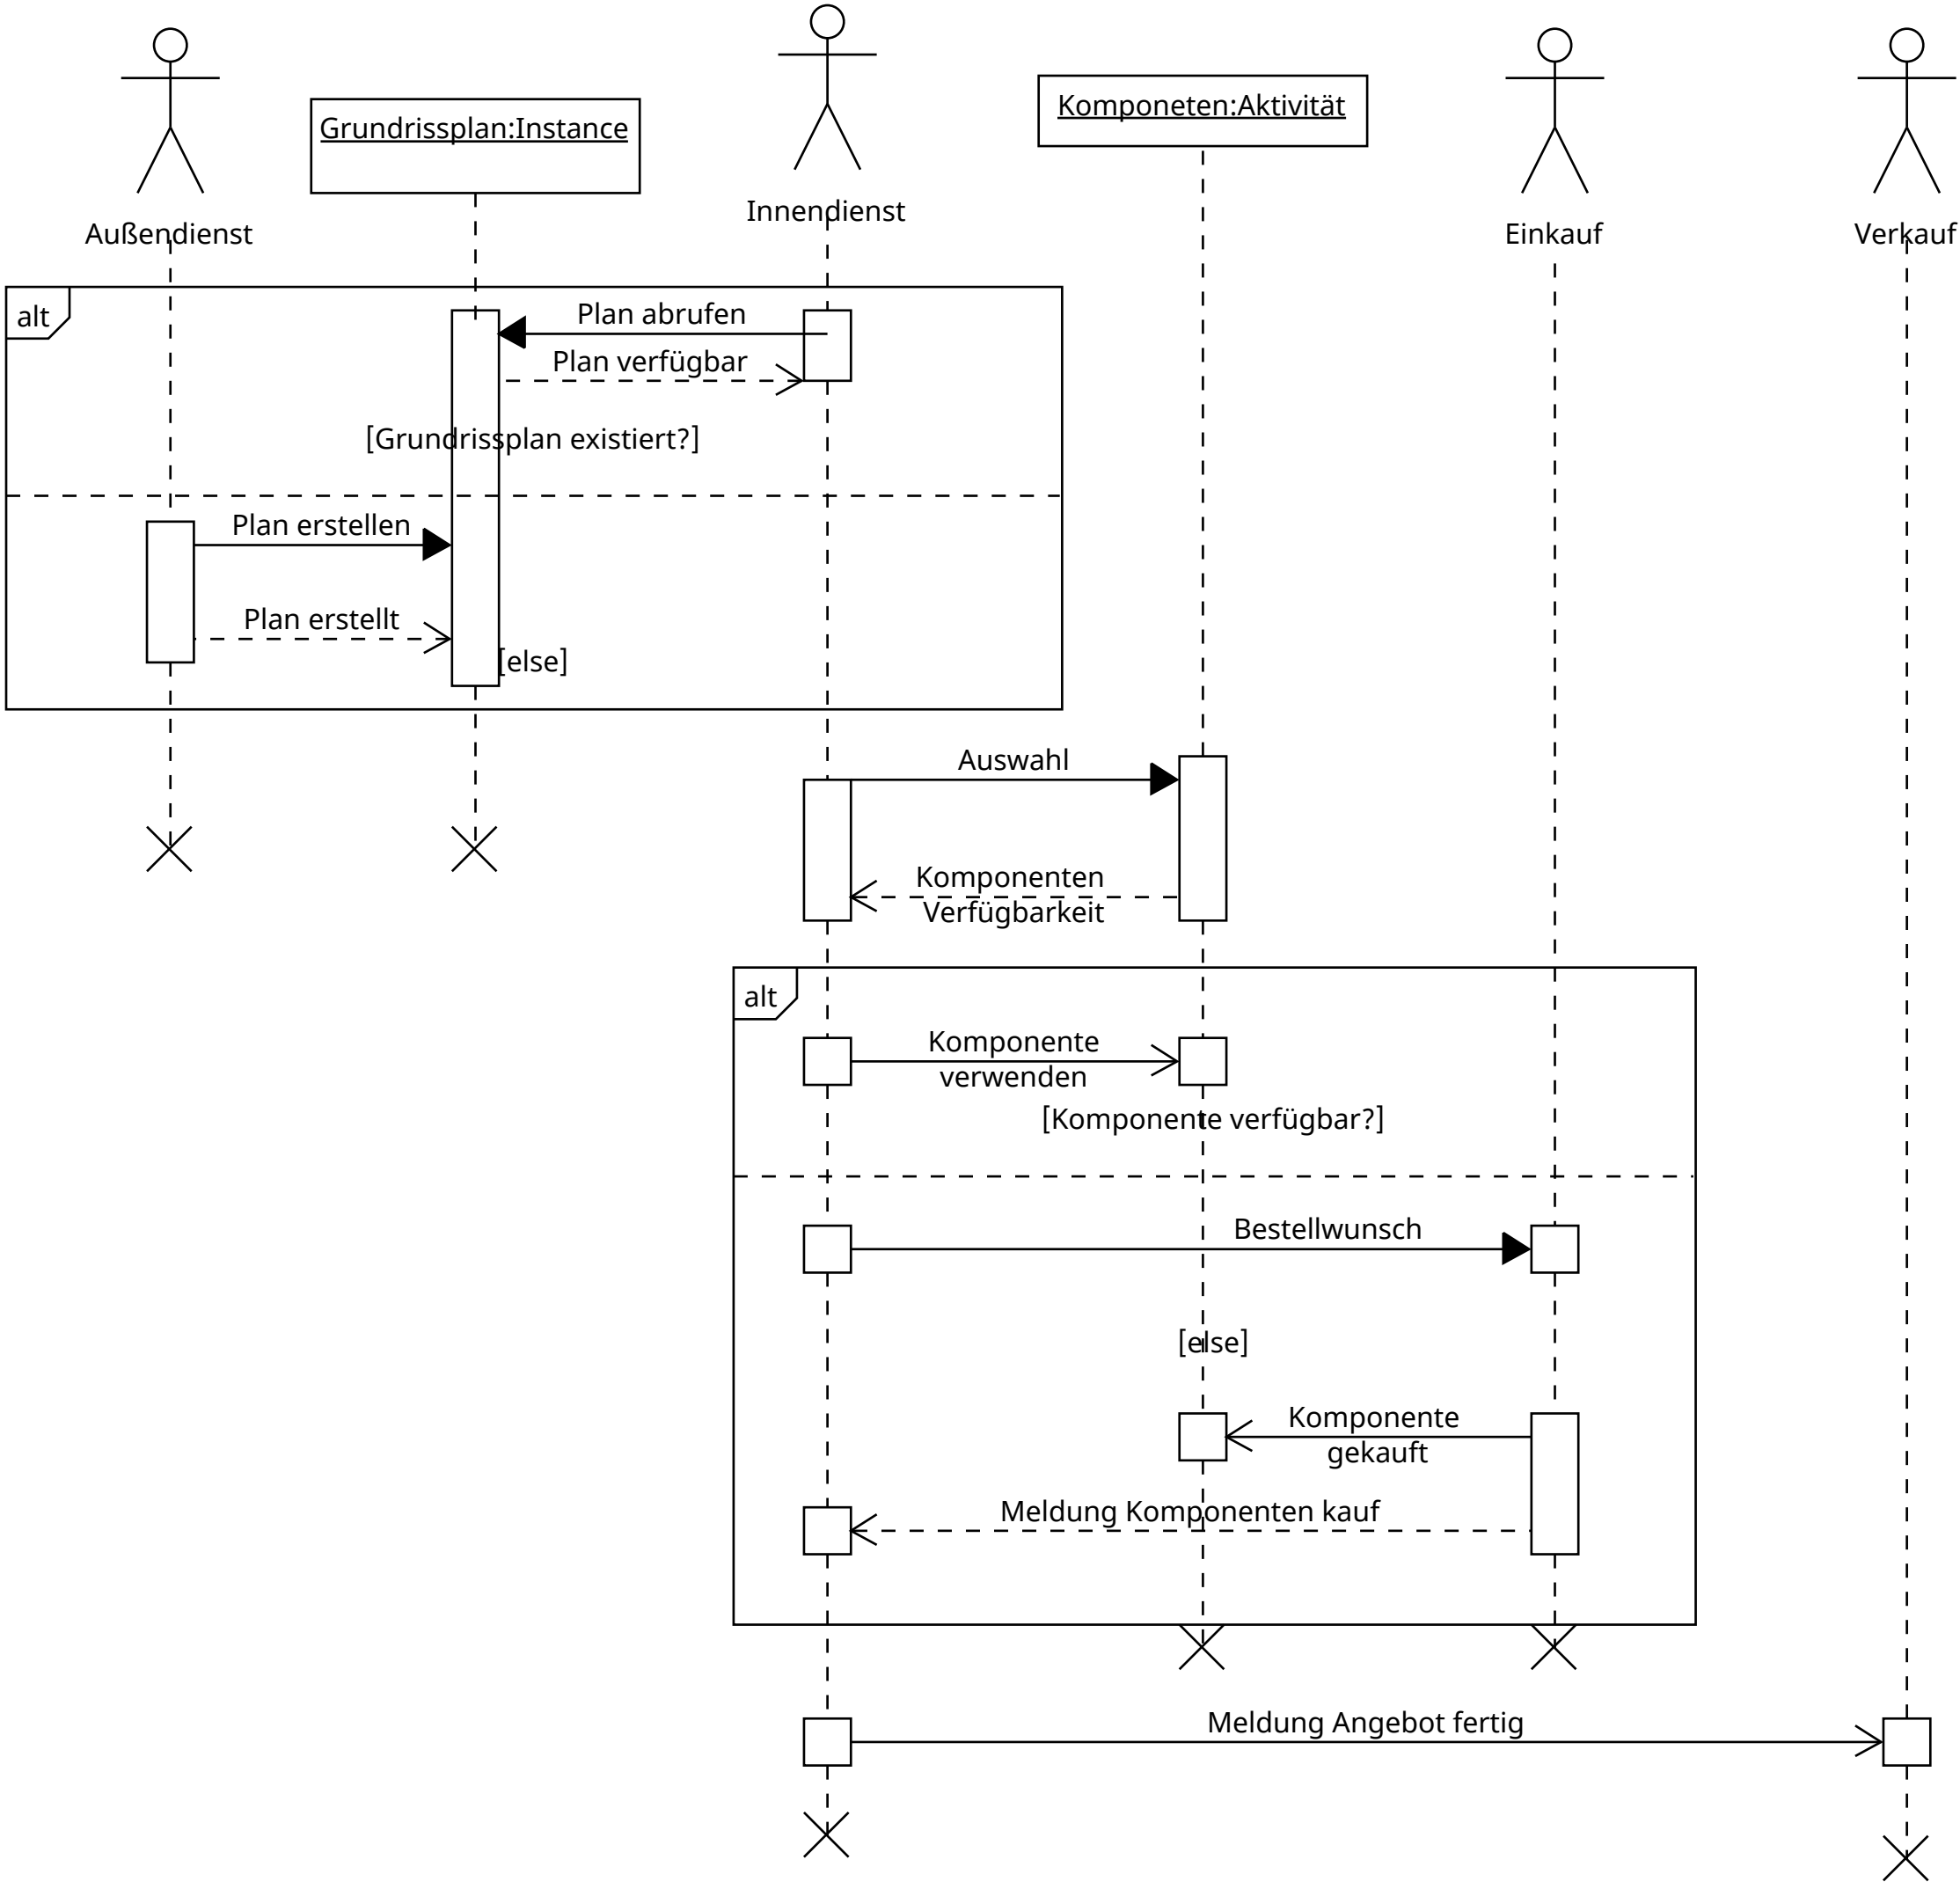 Komponeten:Aktivität
Grundrissplan:Instance
Innendienst
Außendienst
Einkauf
Verkauf
alt
Plan abrufen
Plan verfügbar
[Grundrissplan existiert?]
Plan erstellen
Plan erstellt
[else]
Auswahl
Komponenten
Verfügbarkeit
alt
Komponente
verwenden
[Komponente verfügbar?]
Bestellwunsch
[else]
Komponente
gekauft
Meldung Komponenten kauf
Meldung Angebot fertig